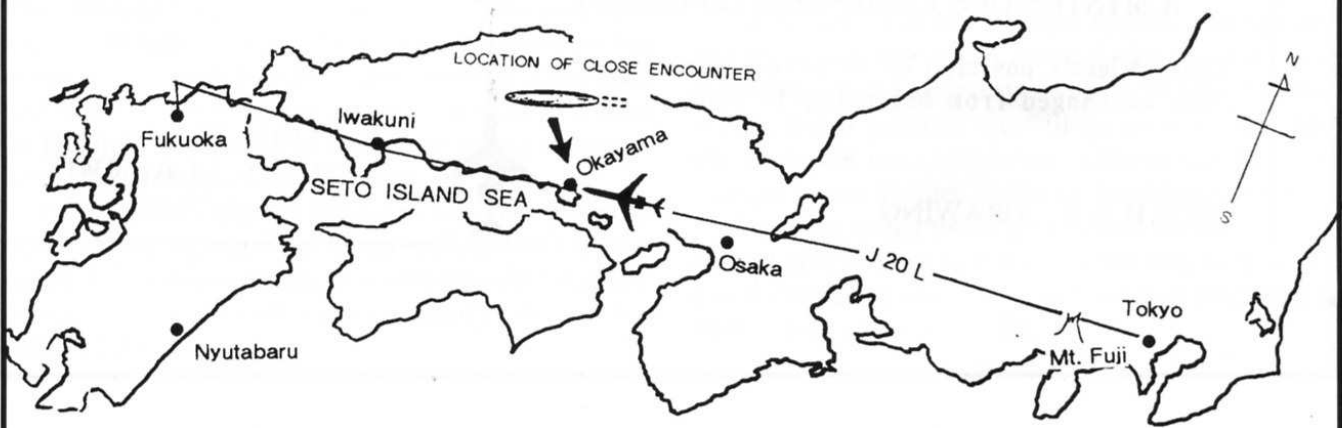 LOCATION OF CLOSE ENCOUNTER
N
Iwakuni
Fukuoka
Okayama
SETO ISLAND SEA
S
Osaka
J 20 L
Tokyo
Mt. Fuji
Nyutabaru